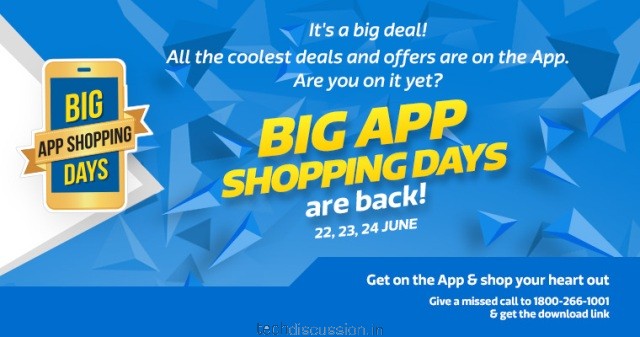 It's a big deal!
All the coolest deals and offers are on the App.
Are you on it yet?
BIG
APP SHOPPING
DAYS
BIG APP
SHOPPING DAYS
are back!
22, 23, 24 JUNE
Get on the App & shop your heart out
Give a missed call to 1800-266-1001
& get the download link
techdiscussion.in